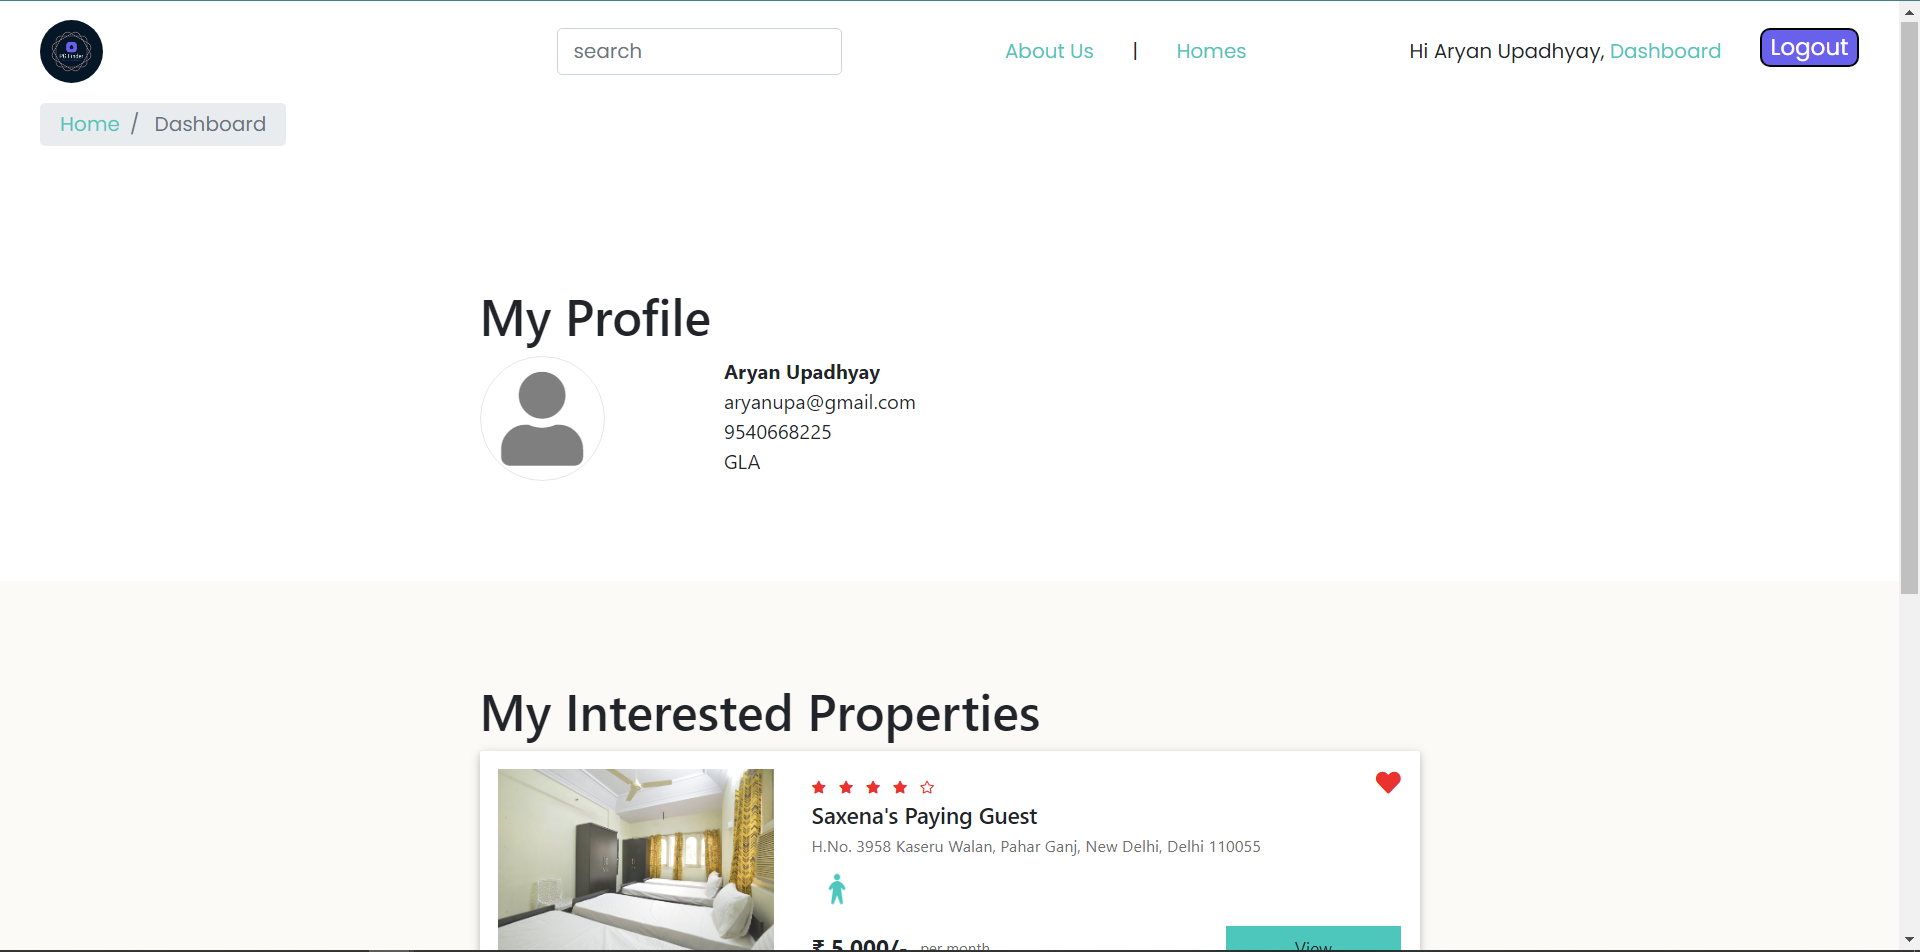 PG Finder
search
About Us | Homes
Hi Aryan Upadhyay, Dashboard
Logout
Home / Dashboard
My Profile
Aryan Upadhyay
aryanupa@gmail.com
9540668225
GLA
My Interested Properties
Saxena's Paying Guest
H.No. 3958 Kaseru Walan, Pahar Ganj, New Delhi, Delhi 110055
₹ 5,000/- per month
View